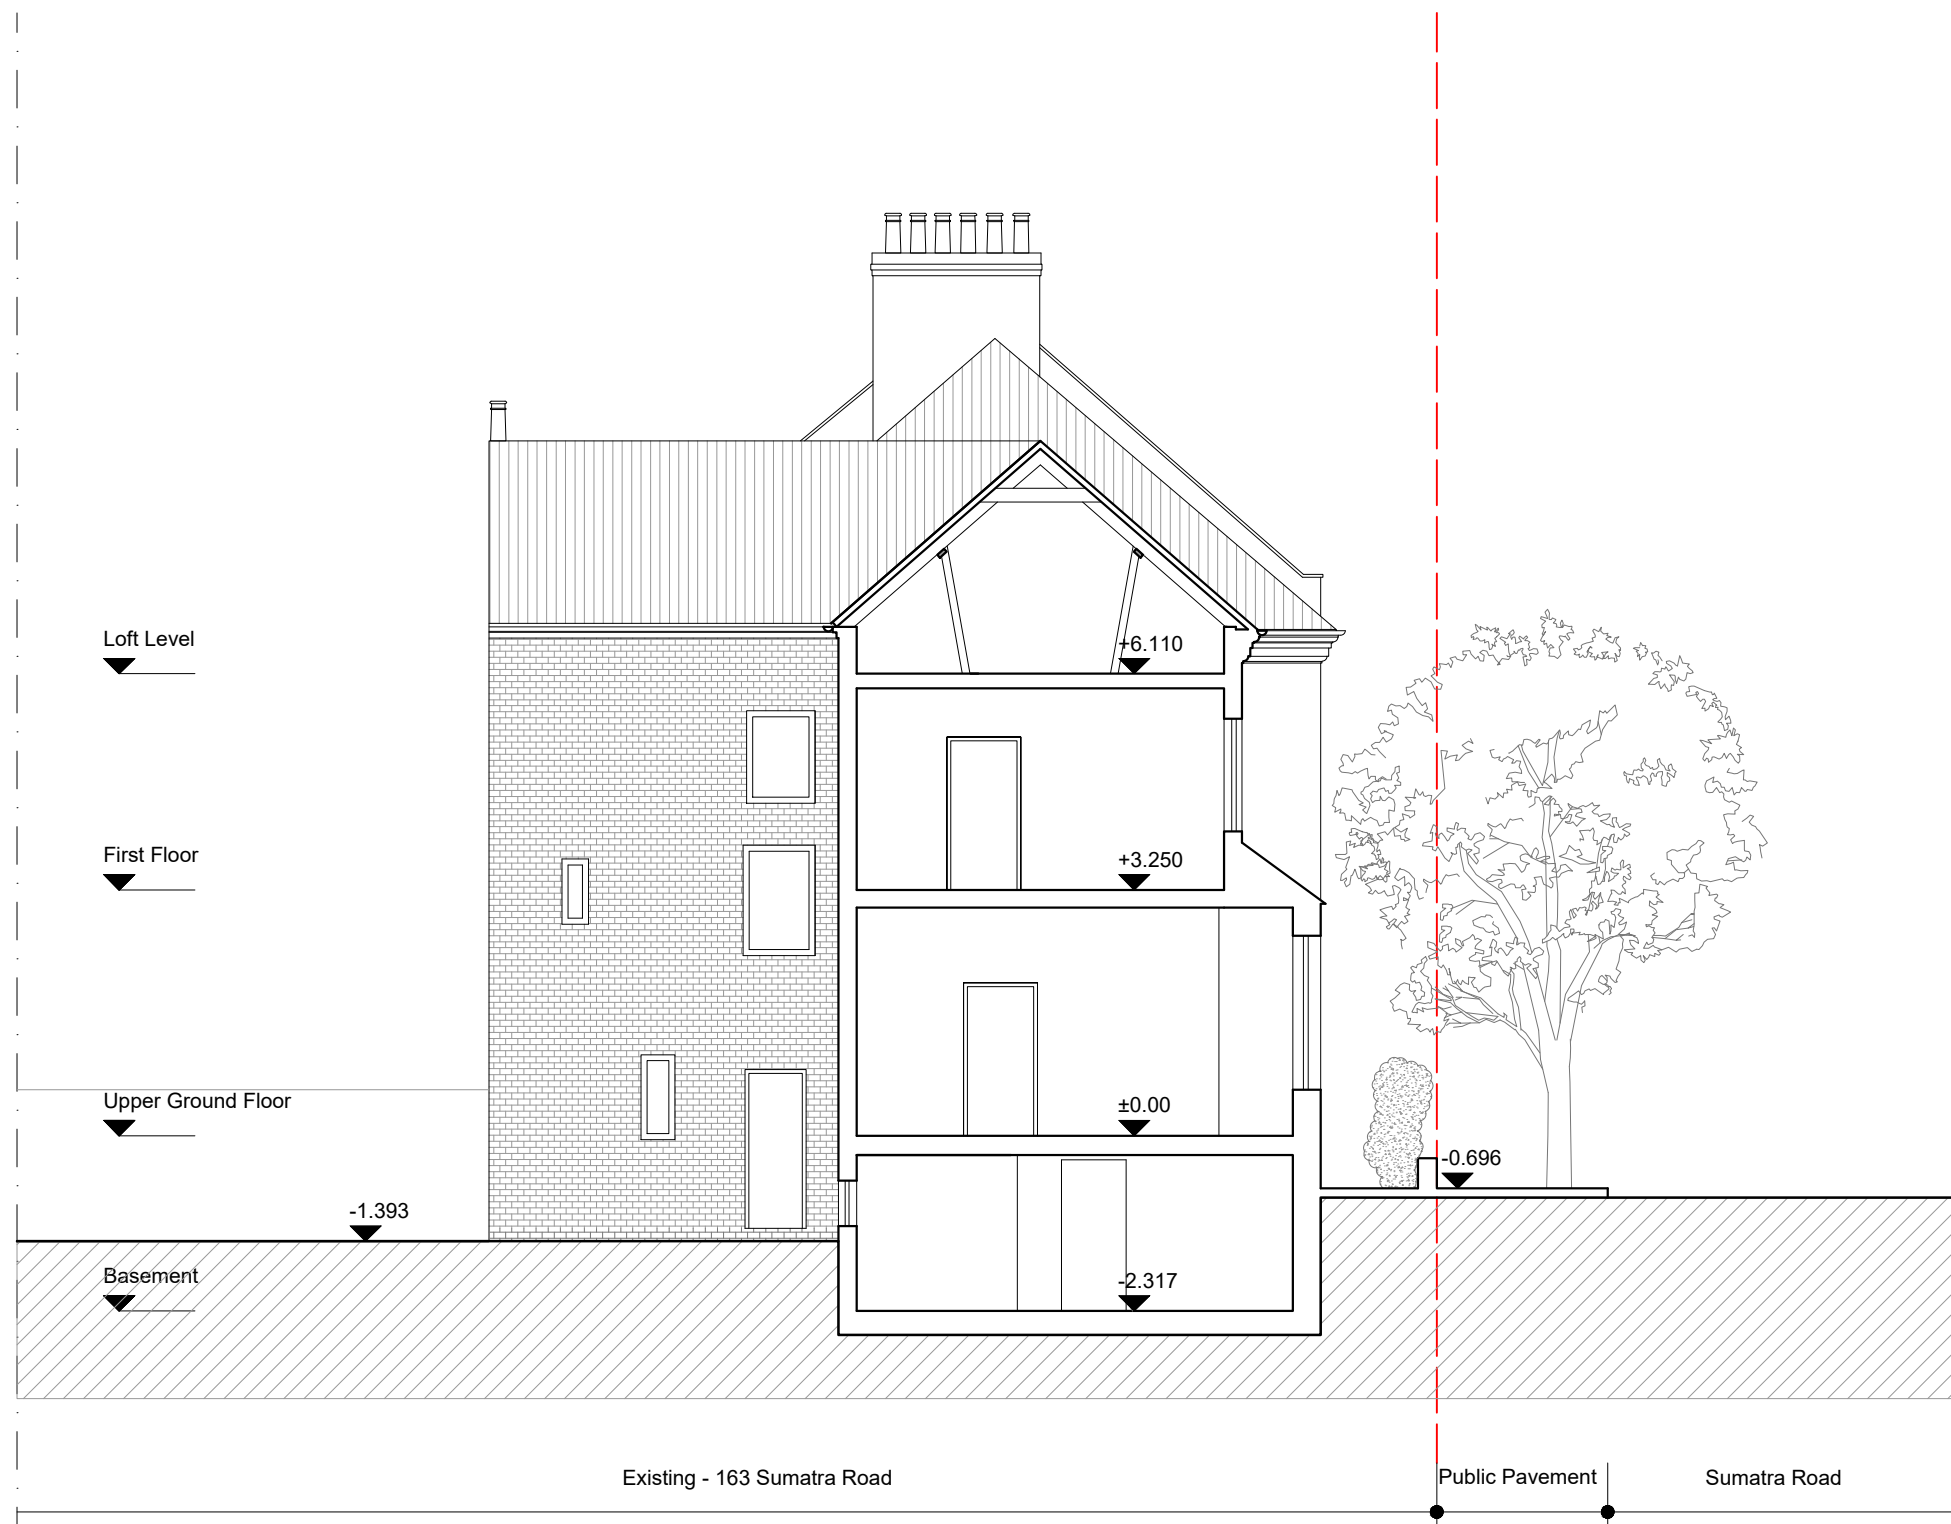 Loft Level
+6.110
First Floor
+3.250
Upper Ground Floor
±0.00
-0.696
-1.393
Basement
-2.317
Existing - 163 Sumatra Road
Public Pavement
Sumatra Road